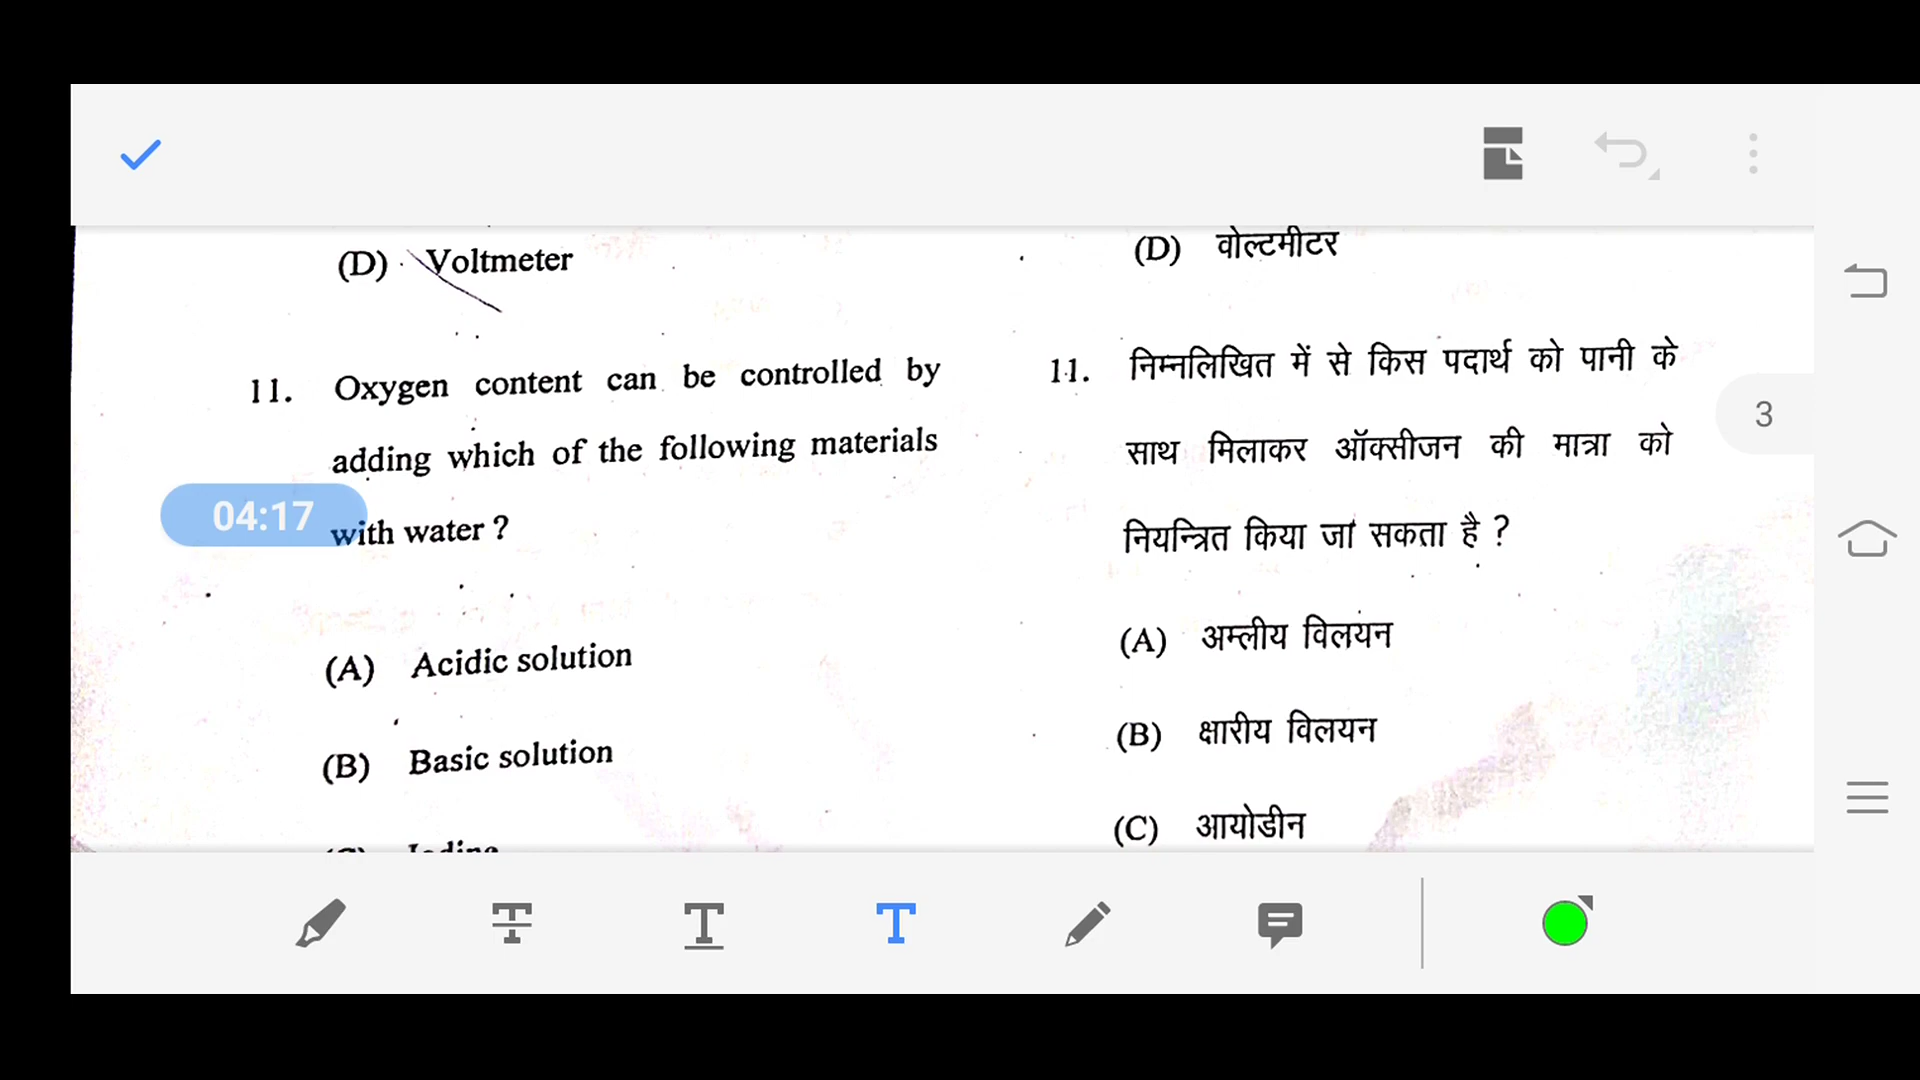 (D) Voltmeter
11. Oxygen content can be controlled by
adding which of the following materials
with water ?
(A) Acidic solution
(B) Basic solution
Iodine
(D) वोल्टमीटर
11. निम्नलिखित में से किस पदार्थ को पानी के
साथ मिलाकर ऑक्सीजन की मात्रा को
नियन्त्रित किया जा सकता है ?
(A) अम्लीय विलयन
(B) क्षारीय विलयन
(C) आयोडीन
04:17
3